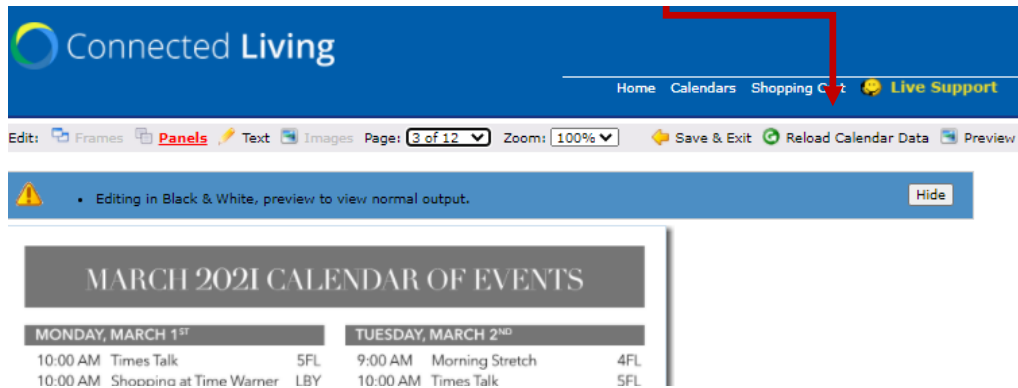 Connected Living
Home Calendars Shopping Cart Live Support
Edit: Frames Panels Text Images Page: 3 of 12 Zoom: 100% Save & Exit Reload Calendar Data Preview
• Editing in Black & White, preview to view normal output. Hide
MARCH 2021 CALENDAR OF EVENTS
MONDAY, MARCH 1ST TUESDAY, MARCH 2ND
10:00 AM Times Talk 5FL 9:00 AM Morning Stretch 4FL
10:00 AM Shopping at Time Warner LBY 10:00 AM Times Talk 5FL